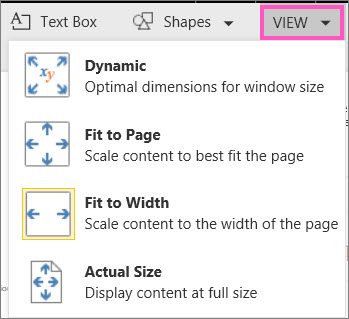 Text Box Shapes VIEW
Dynamic
Optimal dimensions for window size
Fit to Page
Scale content to best fit the page
Fit to Width
Scale content to the width of the page
Actual Size
Display content at full size